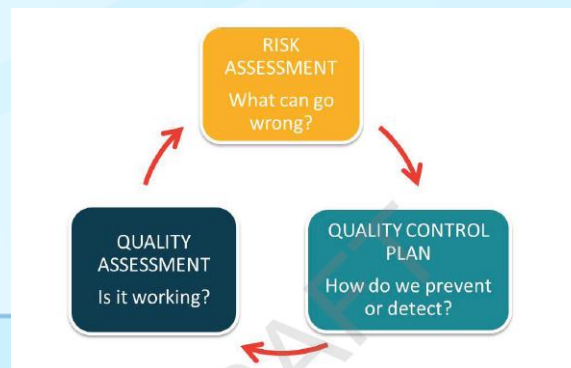 RISK
ASSESSMENT
What can go
wrong?
QUALITY CONTROL
PLAN
How do we prevent
or detect?
QUALITY
ASSESSMENT
Is it working?
DRAFT